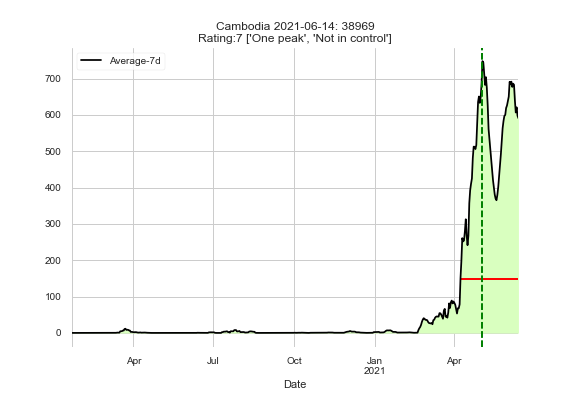 Cambodia 2021-06-14: 38969
Rating:7 ['One peak', 'Not in control']
Average-7d
700
600
500
400
300
200
100
0
Apr
Jul
Oct
Jan
2021
Apr
Date